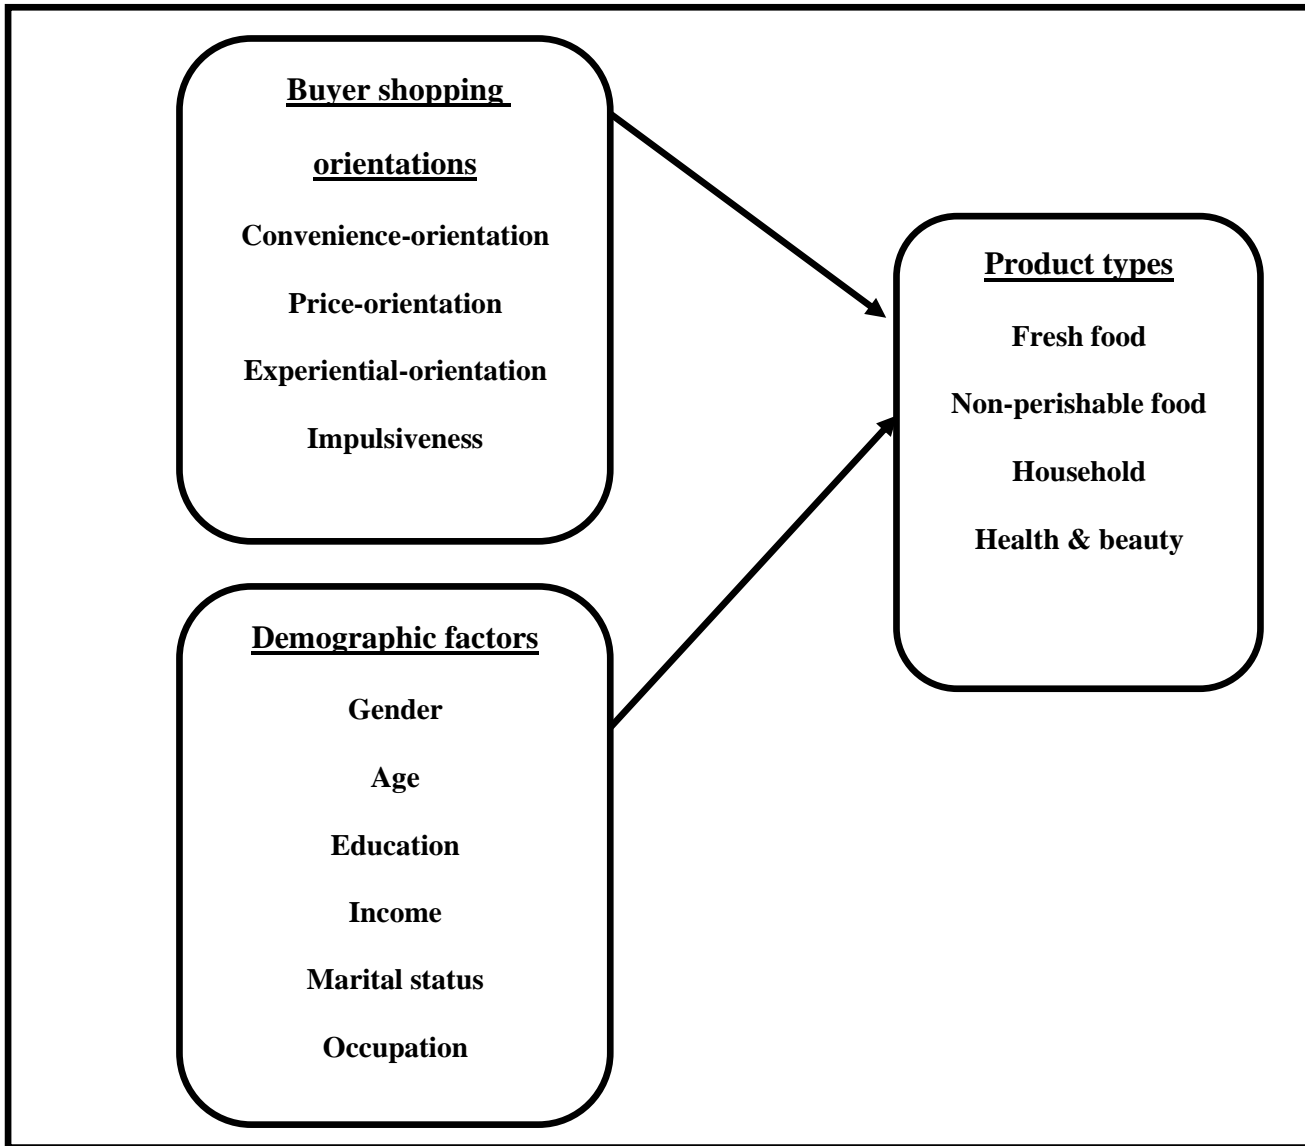 Buyer shopping
orientations
Convenience-orientation
Price-orientation
Experiential-orientation
Impulsiveness
Product types
Fresh food
Non-perishable food
Household
Health & beauty
Demographic factors
Gender
Age
Education
Income
Marital status
Occupation